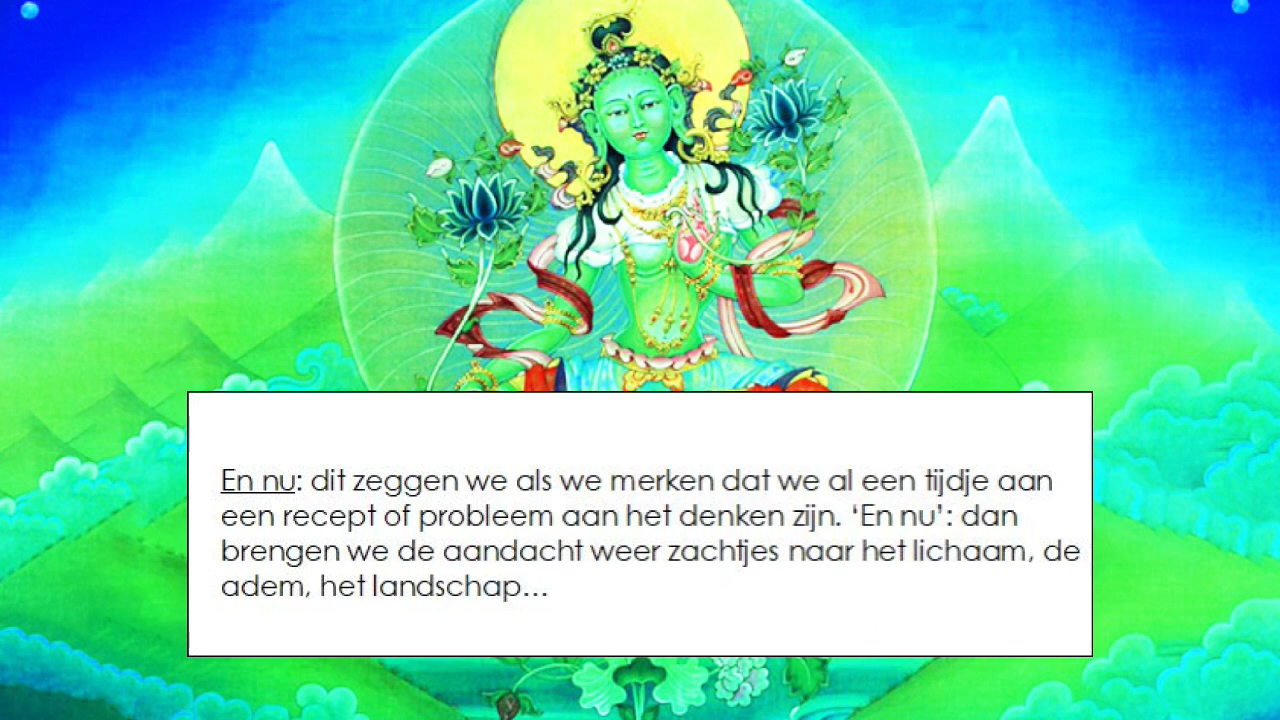 En nu: dit zeggen we als we merken dat we al een tijdje aan
een recept of probleem aan het denken zijn. ‘En nu’: dan
brengen we de aandacht weer zachtjes naar het lichaam, de
adem, het landschap...